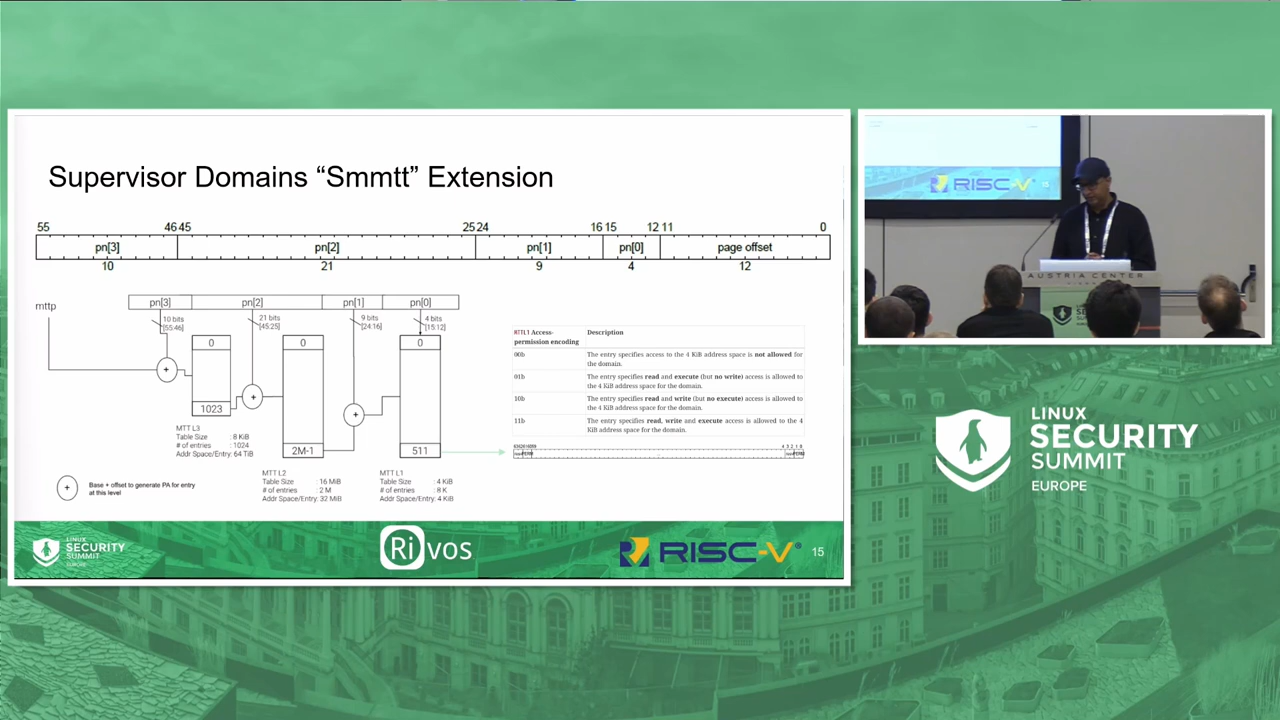 Supervisor Domains “Smmtt” Extension
55 46 45 25 24 16 15 12 11 0
pn[3] pn[2] pn[1] pn[0] page offset
10 21 9 4 12
mttp
pn[3] pn[2] pn[1] pn[0]
10 bits [55:46]
21 bits [45:25]
9 bits [24:16]
4 bits [15:12]
0 0 0
1023
2M-1
511
+
+
+
MTT L3
Table Size : 8 KiB
# of entries : 1024
Addr Space/Entry: 64 TiB
MTT L2
Table Size : 16 MiB
# of entries : 2 M
Addr Space/Entry: 32 MiB
MTT L1
Table Size : 4 KiB
# of entries : 8 K
Addr Space/Entry: 4 KiB
+
Base + offset to generate PA for entry
at this level
MTTL1 Access- Description
permission encoding
00b The entry specifies access to the 4 KiB address space is not allowed for
the domain.
01b The entry specifies read and execute (but no write) access is allowed to
the 4 KiB address space for the domain.
10b The entry specifies read and write (but no execute) access is allowed to
the 4 KiB address space for the domain.
11b The entry specifies read, write and execute access is allowed to the 4
KiB address space for the domain.
LINUX
SECURITY
SUMMIT
EUROPE
Rivos
RISC-V®
15
RISC-V
15
AUSTRIA CENTER
LINUX
SECURITY
SUMMIT
EUROPE